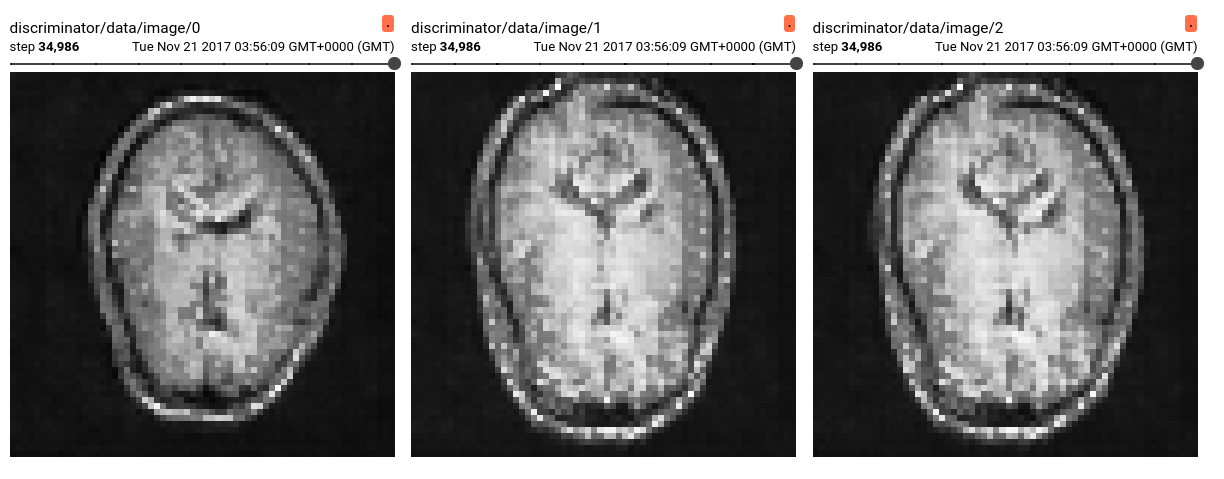 discriminator/data/image/0
step 34,986 Tue Nov 21 2017 03:56:09 GMT+0000 (GMT)
discriminator/data/image/1
step 34,986 Tue Nov 21 2017 03:56:09 GMT+0000 (GMT)
discriminator/data/image/2
step 34,986 Tue Nov 21 2017 03:56:09 GMT+0000 (GMT)